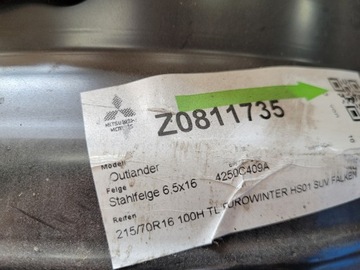 MITSUBISHI
MOTORS
Z0811735
Modell
Outlander
Felge
Stahlfelge 6,5x16
4250C409A
Reifen
215/70R16 100H TL EUROWINTER HS01 SUV FALKEN